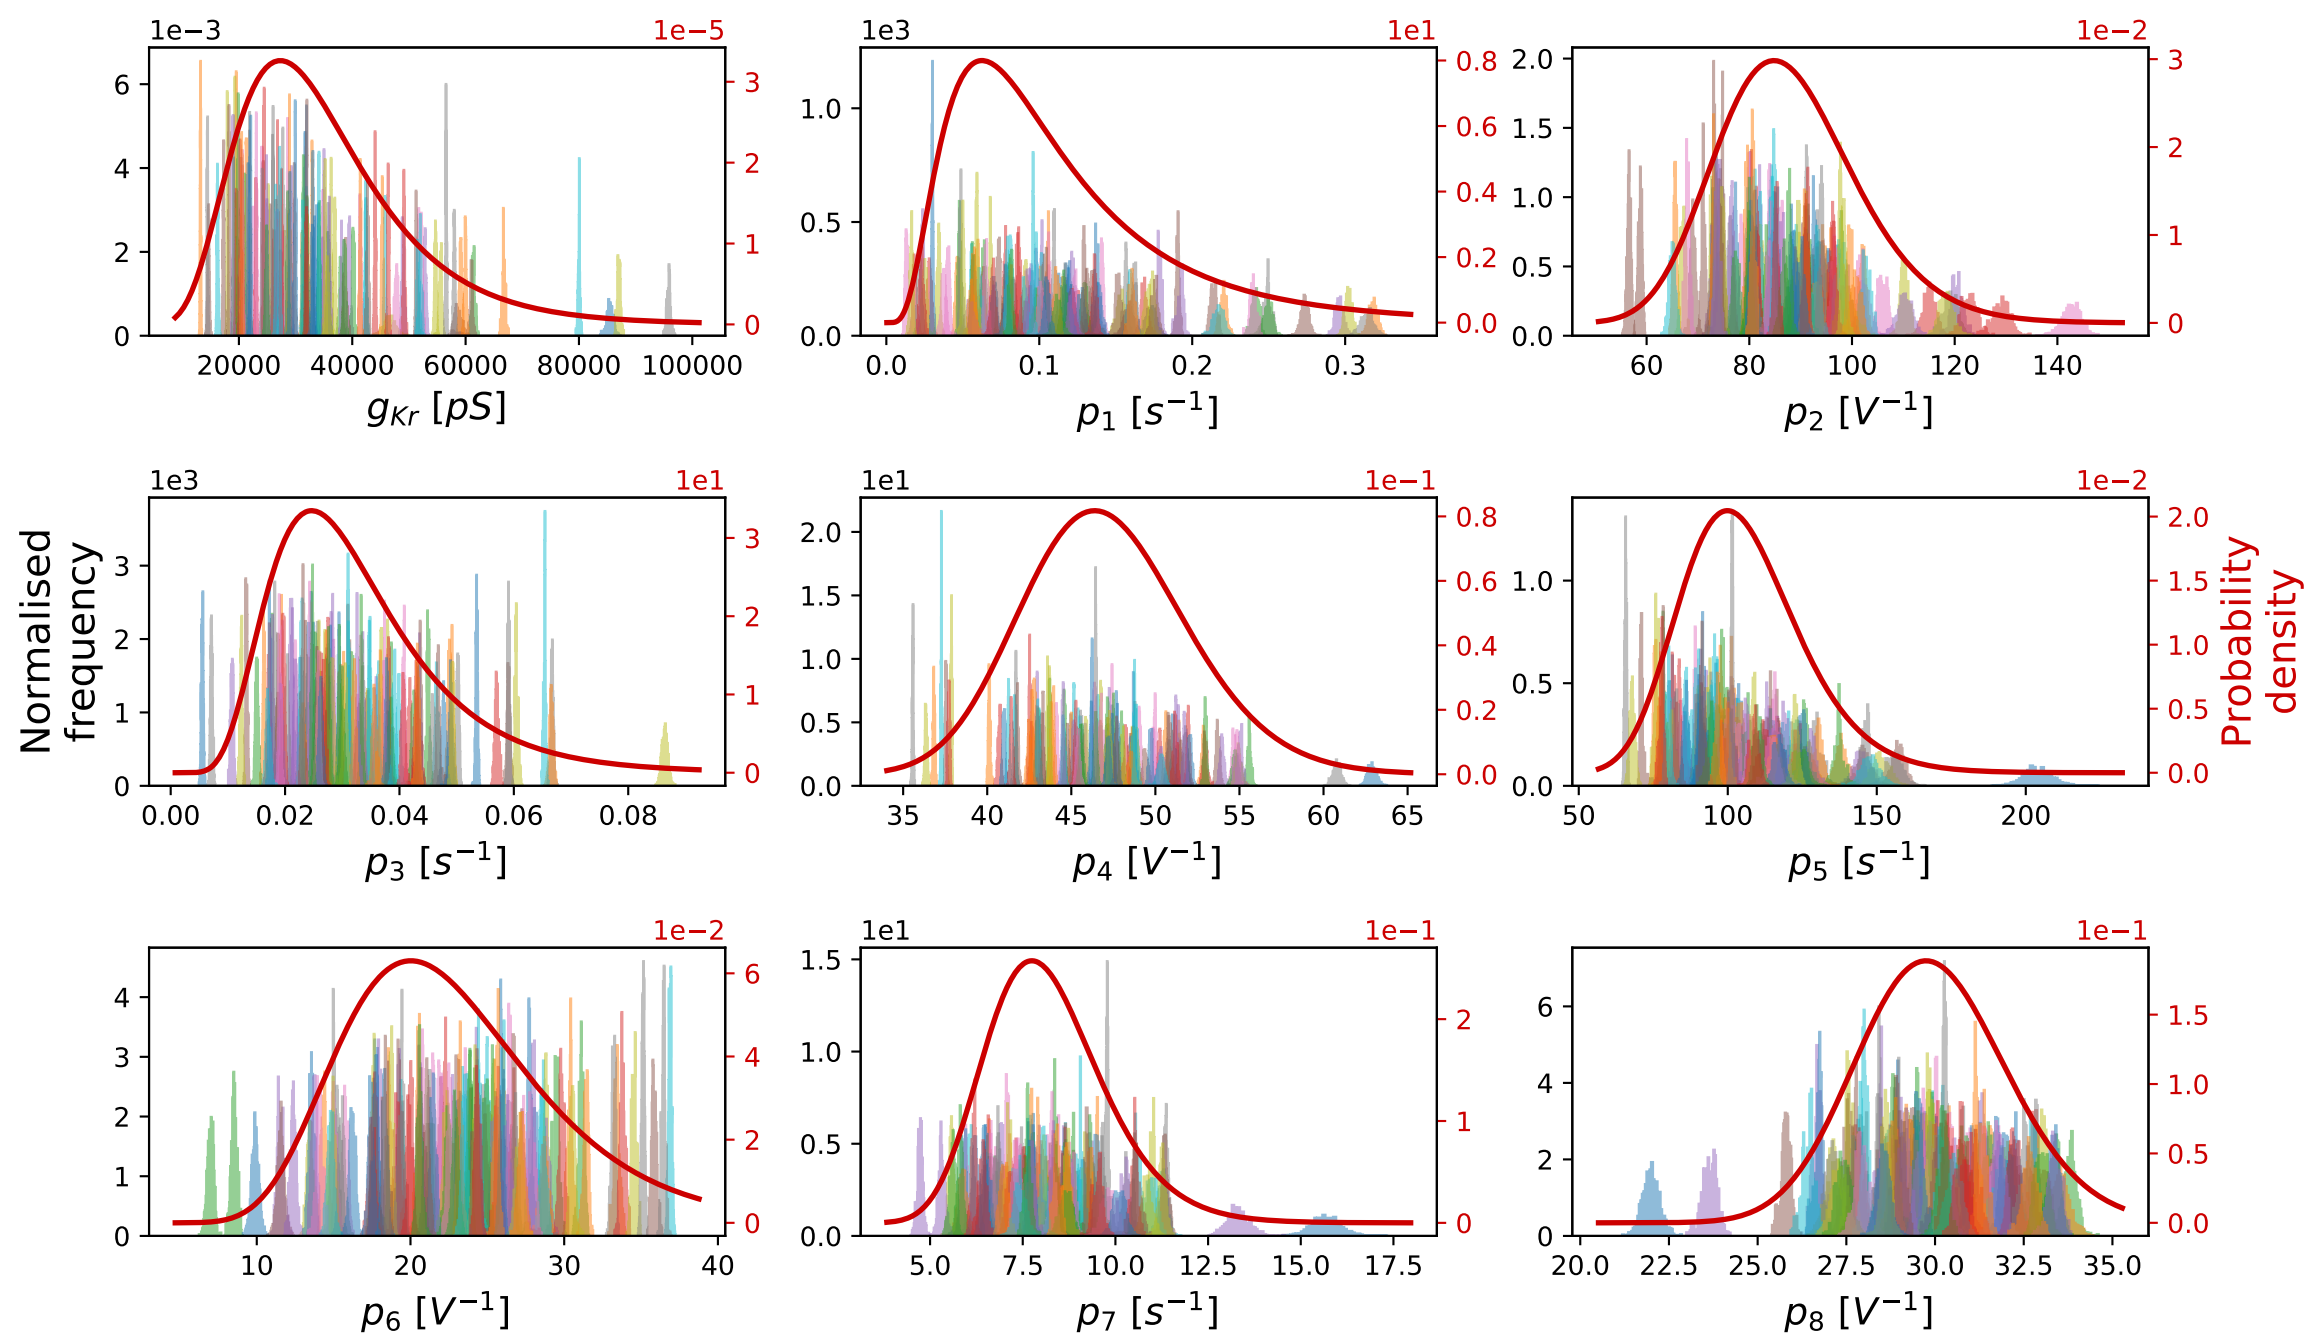 1e−3 1e−5
6
4
2
0
3
2
1
0
20000 40000 60000 80000 100000
g_Kr [pS]
1e3 1e1
1.0
0.5
0.0
0.8
0.6
0.4
0.2
0.0
0.0 0.1 0.2 0.3
p₁ [s⁻¹]
1e−2
2.0
1.5
1.0
0.5
0.0
3
2
1
0
60 80 100 120 140
p₂ [V⁻¹]
Normalised
frequency
1e3 1e1
3
2
1
0
3
2
1
0
0.00 0.02 0.04 0.06 0.08
p₃ [s⁻¹]
1e1 1e−1
2.0
1.5
1.0
0.5
0.0
0.8
0.6
0.4
0.2
0.0
35 40 45 50 55 60 65
p₄ [V⁻¹]
1e−2
1.0
0.5
0.0
2.0
1.5
1.0
0.5
0.0
50 100 150 200
p₅ [s⁻¹]
Probability
density
1e−2
4
3
2
1
0
6
4
2
0
10 20 30 40
p₆ [V⁻¹]
1e1 1e−1
1.5
1.0
0.5
0.0
2
1
0
5.0 7.5 10.0 12.5 15.0 17.5
p₇ [s⁻¹]
1e−1
6
4
2
0
1.5
1.0
0.5
0.0
20.0 22.5 25.0 27.5 30.0 32.5 35.0
p₈ [V⁻¹]